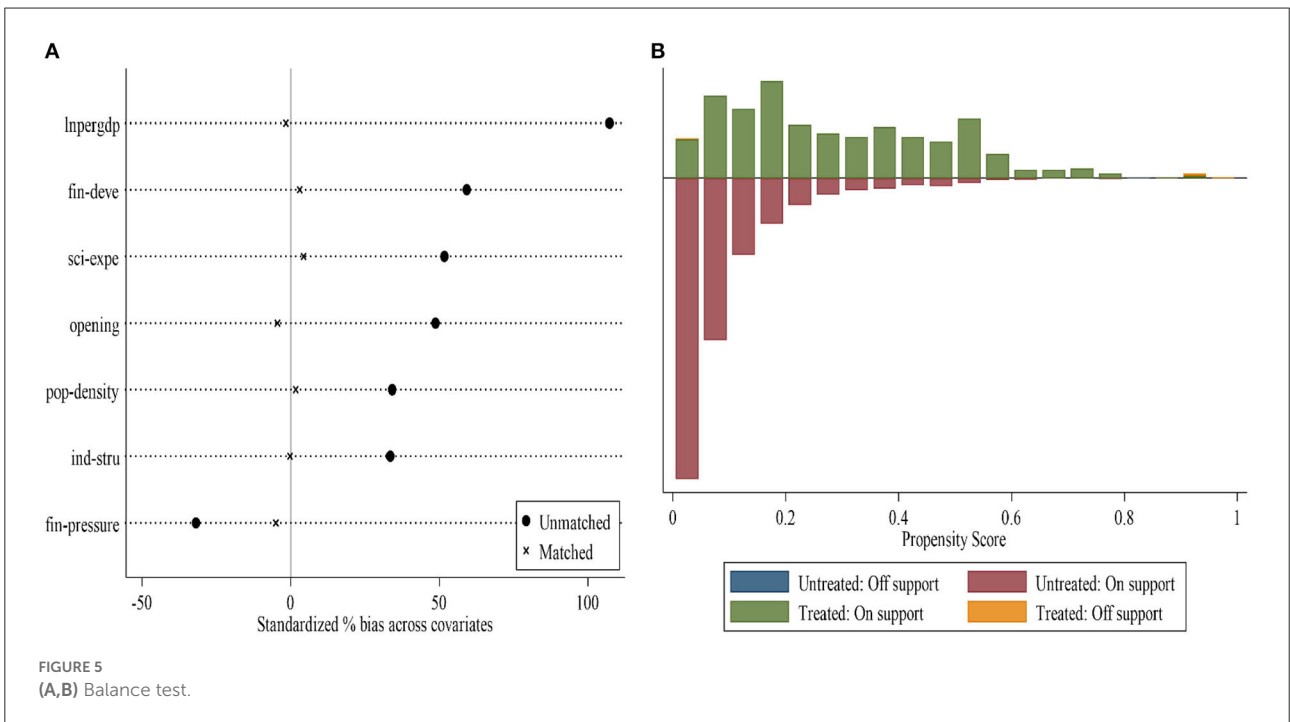 A
lnpergdp
fin-deve
sci-expe
opening
pop-density
ind-stru
fin-pressure
Unmatched
Matched
-50 0 50 100
Standardized % bias across covariates
B
0 0.2 0.4 0.6 0.8 1
Propensity Score
Untreated: Off support Untreated: On support
Treated: On support Treated: Off support
FIGURE 5
(A,B) Balance test.